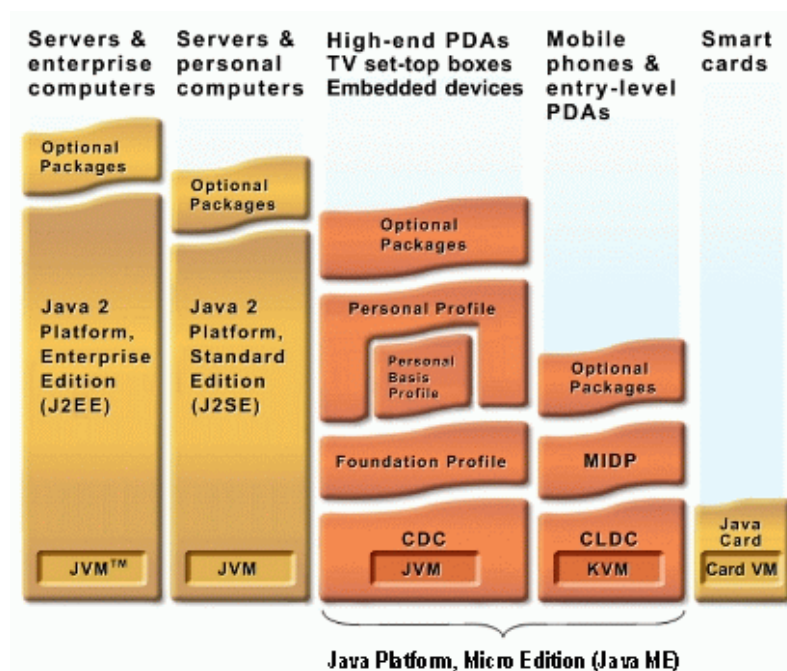 Servers &
enterprise
computers
Servers &
personal
computers
High-end PDAs
TV set-top boxes
Embedded devices
Mobile
phones &
entry-level
PDAs
Smart
cards
Optional
Packages
Java 2
Platform,
Enterprise
Edition
(J2EE)
JVM™
Optional
Packages
Java 2
Platform,
Standard
Edition
(J2SE)
JVM
Optional
Packages
Personal Profile
Personal
Basis
Profile
Foundation Profile
CDC
JVM
Optional
Packages
MIDP
CLDC
KVM
Java
Card
Card VM
Java Platform, Micro Edition (Java ME)